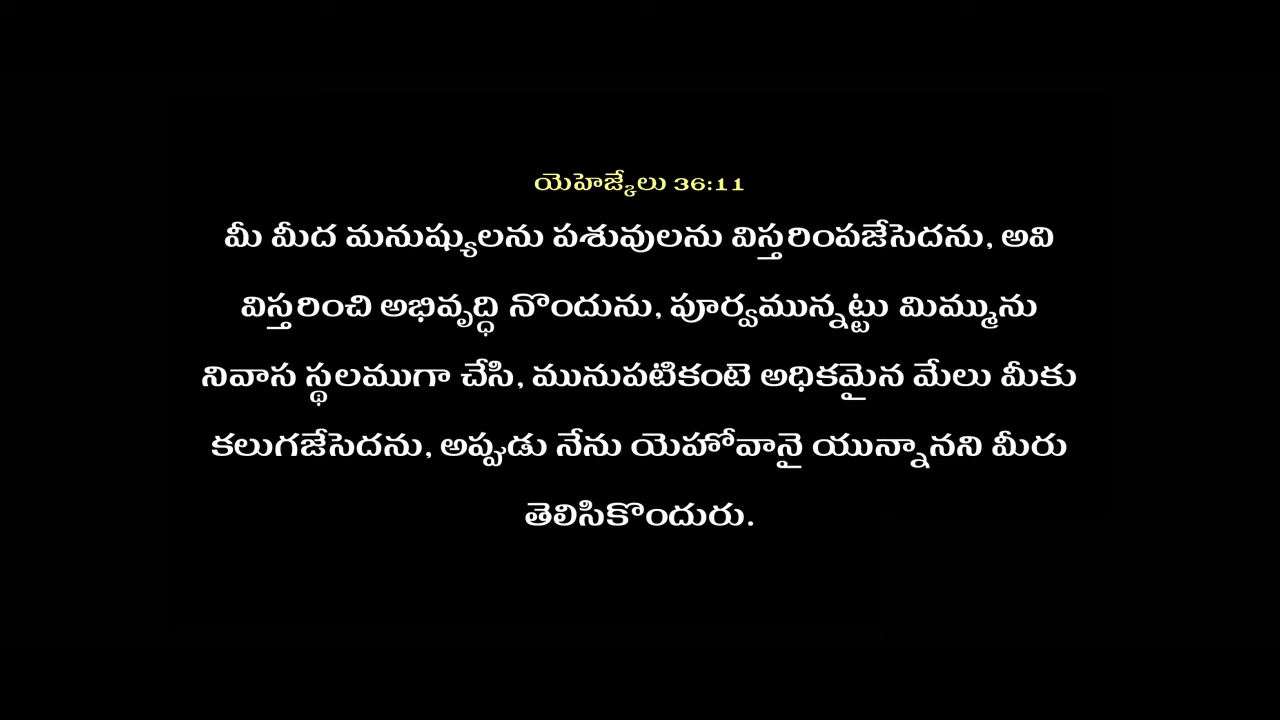 యెహెజ్కేలు 36:11
మీ మీద మనుష్యులను పశువులను విస్తరింపజేసెదను, అవి
విస్తరించి అభివృద్ధి నొందును, పూర్వమున్నట్టు మిమ్మును
నివాస స్థలముగా చేసి, మునుపటికంటె అధికమైన మేలు మీకు
కలుగజేసెదను, అప్పుడు నేను యెహోవానై యున్నానని మీరు
తెలిసికొందురు.